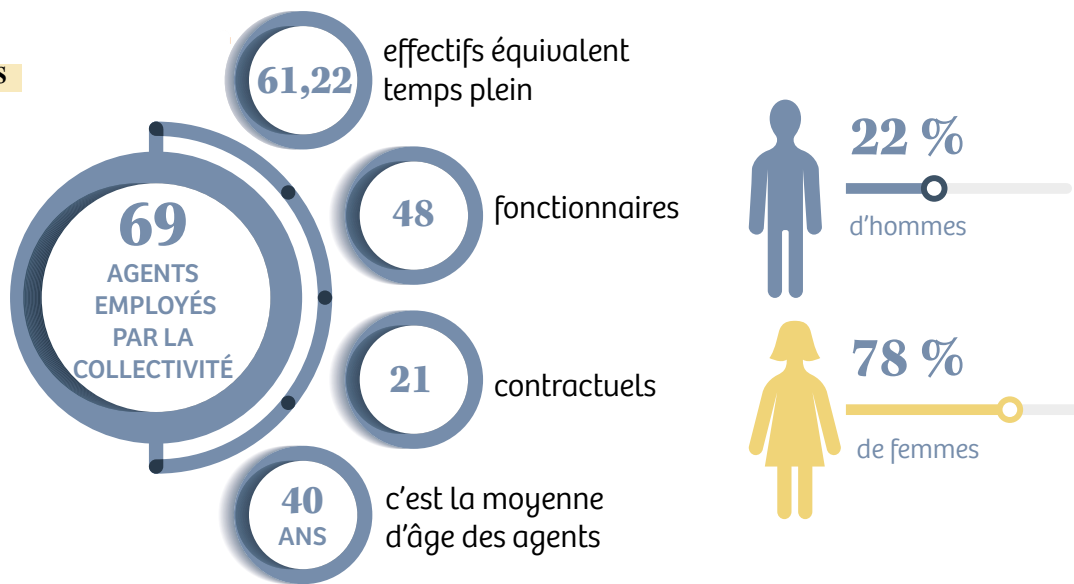 s
69
AGENTS
EMPLOYÉS
PAR LA
COLLECTIVITÉ
61,22
effectifs équivalent
temps plein
48
fonctionnaires
21
contractuels
40
ANS
c'est la moyenne
d'âge des agents
22 %
d'hommes
78 %
de femmes